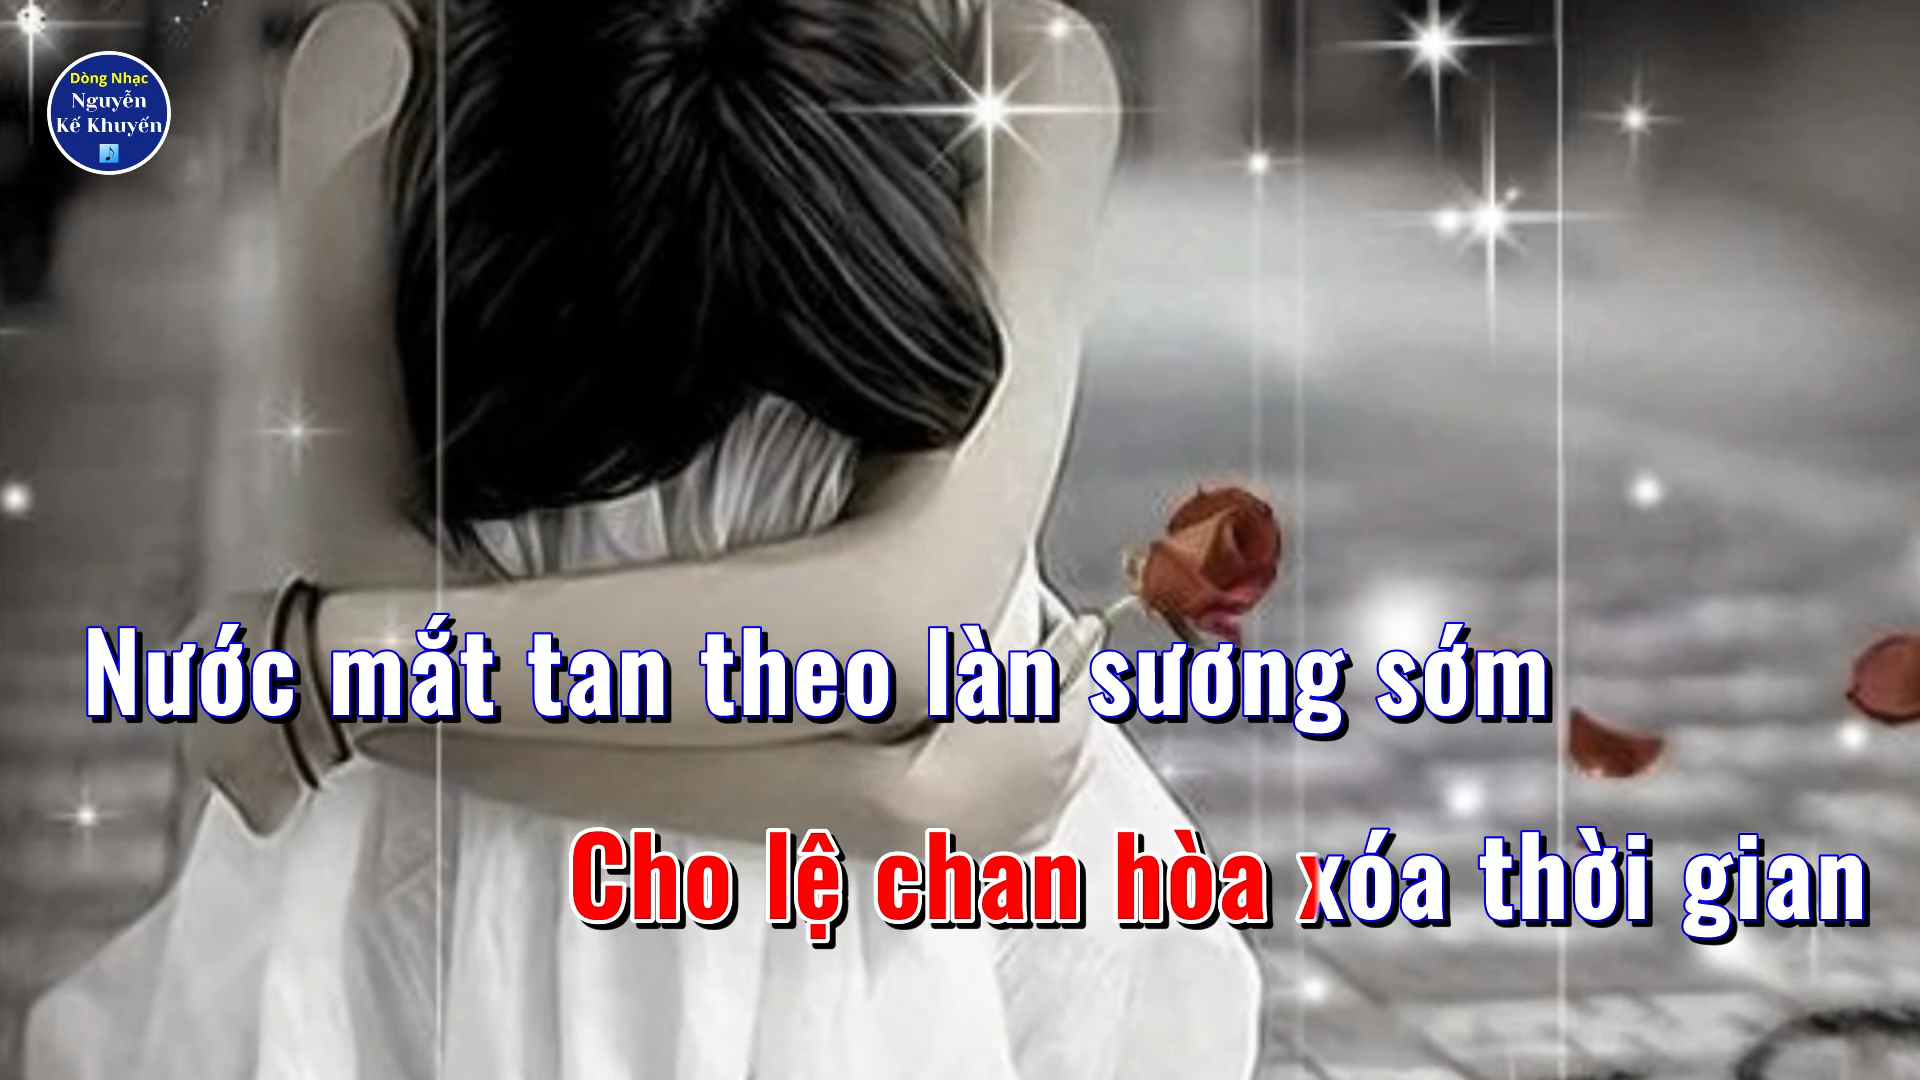 Dòng Nhạc
Nguyễn
Kế Khuyến
Nước mắt tan theo làn sương sớm
Cho lệ chan hòa xóa thời gian